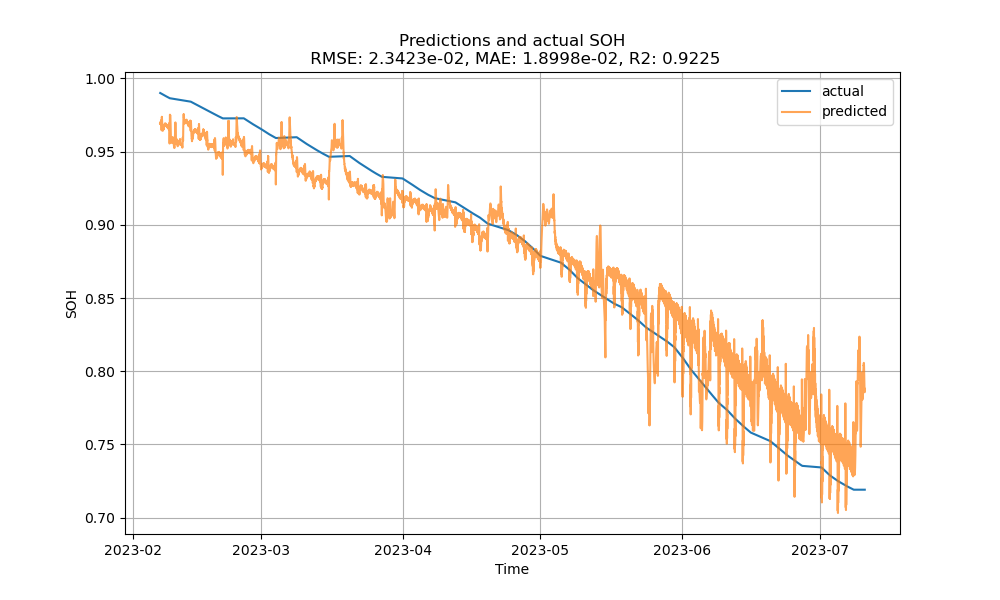 Predictions and actual SOH
RMSE: 2.3423e-02, MAE: 1.8998e-02, R2: 0.9225
actual
predicted
1.00
0.95
0.90
0.85
0.80
0.75
0.70
SOH
2023-02
2023-03
2023-04
2023-05
2023-06
2023-07
Time